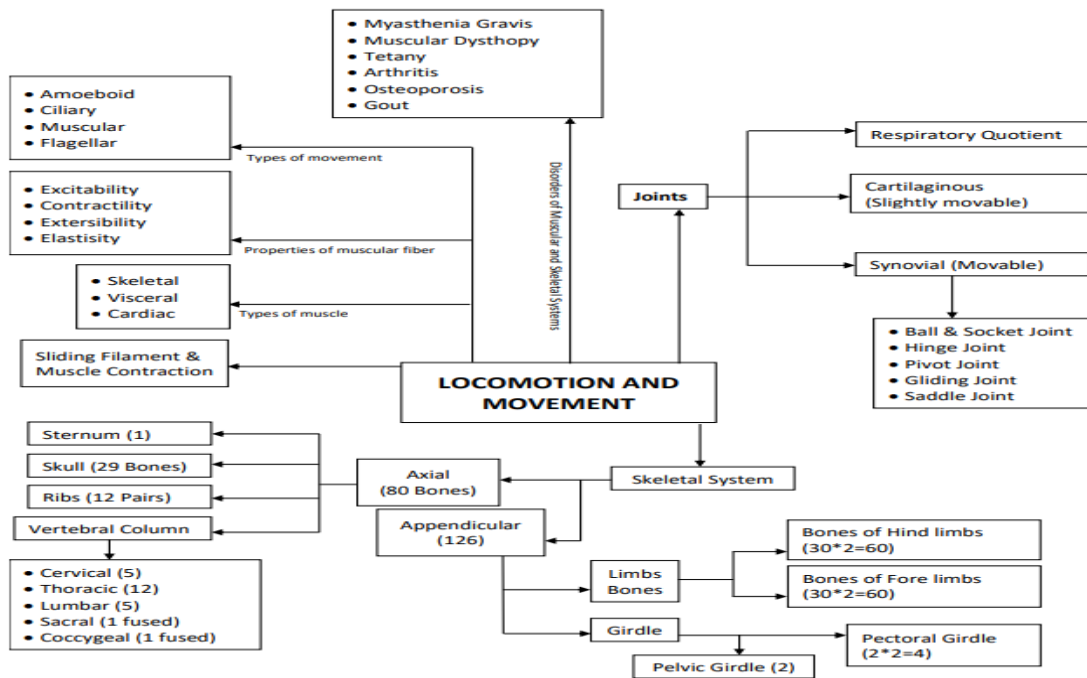 • Myasthenia Gravis
• Muscular Dysthopy
• Tetany
• Arthritis
• Osteoporosis
• Gout
• Amoeboid
• Ciliary
• Muscular
• Flagellar
Types of movement
• Excitability
• Contractility
• Extersibility
• Elastisity
Properties of muscular fiber
• Skeletal
• Visceral
• Cardiac
Types of muscle
Sliding Filament &
Muscle Contraction
Disorders of Muscular and Skeletal Systems
Joints
Respiratory Quotient
Cartilaginous
(Slightly movable)
Synovial (Movable)
• Ball & Socket Joint
• Hinge Joint
• Pivot Joint
• Gliding Joint
• Saddle Joint
LOCOMOTION AND
MOVEMENT
Skeletal System
Axial
(80 Bones)
Sternum (1)
Skull (29 Bones)
Ribs (12 Pairs)
Vertebral Column
• Cervical (5)
• Thoracic (12)
• Lumbar (5)
• Sacral (1 fused)
• Coccygeal (1 fused)
Appendicular
(126)
Limbs
Bones
Bones of Hind limbs
(30*2=60)
Bones of Fore limbs
(30*2=60)
Girdle
Pectoral Girdle
(2*2=4)
Pelvic Girdle (2)